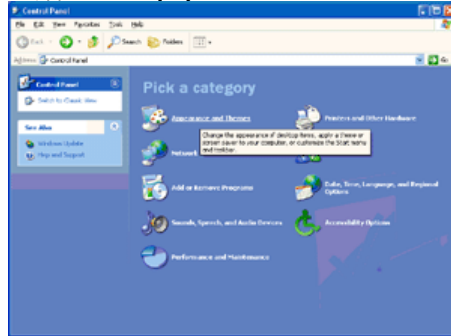 Control Panel
File Edit View Favorites Tools Help
Back Search Folders
Address Control Panel Go
Control Panel
Switch to Classic View
See Also
Windows Update
Help and Support
Pick a category
Appearance and Themes
Printers and Other Hardware
Change the appearance of desktop items, apply a theme or
screen saver to your computer, or customize the Start menu
and taskbar.
Network
Add or Remove Programs
Date, Time, Language, and Regional
Options
Sounds, Speech, and Audio Devices
Accessibility Options
Performance and Maintenance